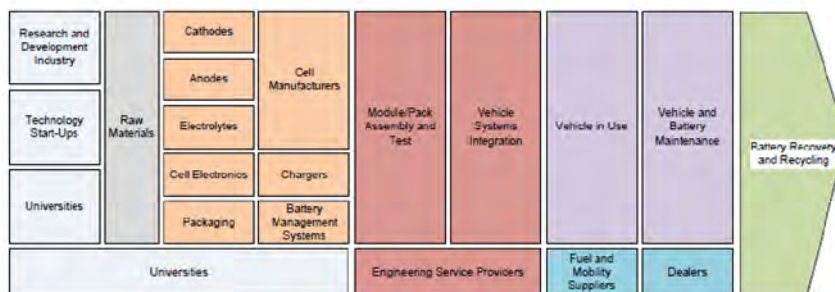 Research and
Development
Industry
Technology
Start-Ups
Universities
Raw
Materials
Cathodes
Anodes
Electrolytes
Cell Electronics
Packaging
Cell
Manufacturers
Chargers
Battery
Management
Systems
Module/Pack
Assembly and
Test
Vehicle
Systems
Integration
Vehicle in Use
Vehicle and
Battery
Maintenance
Battery Recovery
and Recycling
Universities
Engineering Service Providers
Fuel and
Mobility
Suppliers
Dealers